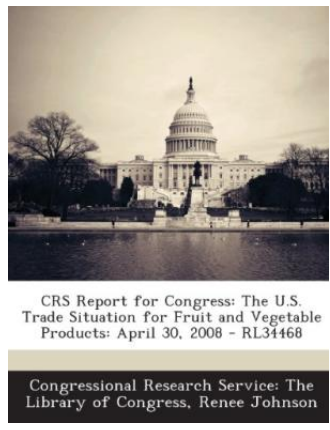 CRS Report for Congress: The U.S.
Trade Situation for Fruit and Vegetable
Products: April 30, 2008 - RL34468
Congressional Research Service: The
Library of Congress, Renee Johnson